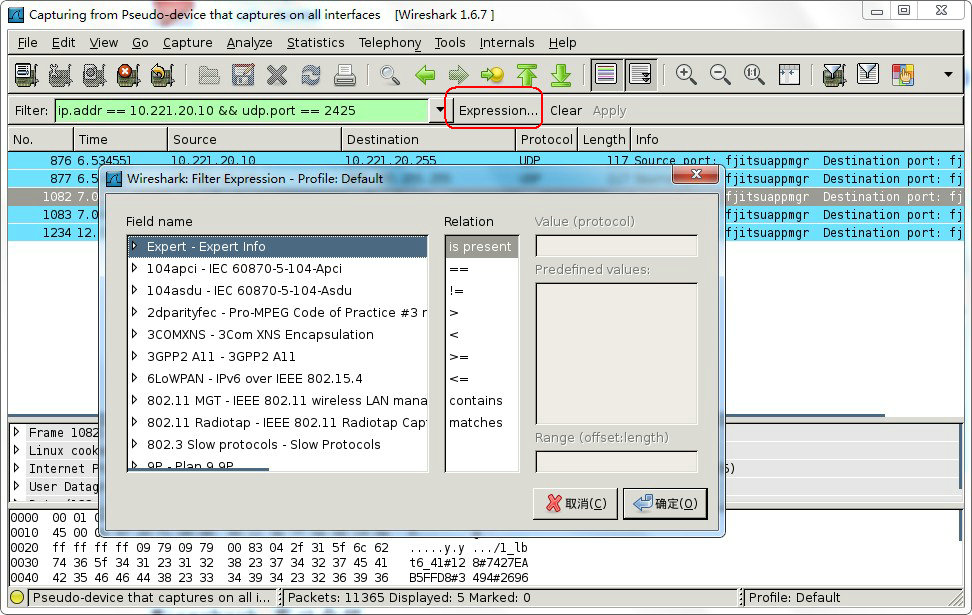 Capturing from Pseudo-device that captures on all interfaces [Wireshark 1.6.7 ]
File Edit View Go Capture Analyze Statistics Telephony Tools Internals Help
Filter: ip.addr == 10.221.20.10 && udp.port == 2425 Expression... Clear Apply
No. Time Source Destination Protocol Length Info
876 6.534551 10.221.20.10 10.221.20.255 UDP 117 Source port: fjitsuappmgr Destination port: fj
877 6.5 fjitsuappmgr Destination port: fj
1082 7.0 fjitsuappmgr Destination port: fj
1083 7.0 fjitsuappmgr Destination port: fj
1234 12. fjitsuappmgr Destination port: fj
Wireshark: Filter Expression - Profile: Default
Field name Relation Value (protocol)
Expert - Expert Info is present
104apci - IEC 60870-5-104-Apci == Predefined values:
104asdu - IEC 60870-5-104-Asdu !=
2dparityfec - Pro-MPEG Code of Practice #3 r >
3COMXNS - 3Com XNS Encapsulation <
3GPP2 A11 - 3GPP2 A11 >=
6LoWPAN - IPv6 over IEEE 802.15.4 <=
802.11 MGT - IEEE 802.11 wireless LAN mana contains
802.11 Radiotap - IEEE 802.11 Radiotap Cap matches
802.3 Slow protocols - Slow Protocols Range (offset:length)
9P - Plan 9 9P
取消(C) 确定(O)
Frame 1082
Linux cook
Internet P 5)
User Datag
0000 00 01 0
0010 45 00 0
0020 ff ff ff ff 09 79 09 79 00 83 04 2f 31 5f 6c 62 .....y.y .../1_lb
0030 74 36 5f 34 31 23 31 32 38 23 37 34 32 37 45 41 t6_41#12 8#7427EA
0040 42 35 46 46 44 38 23 33 34 39 34 23 32 36 39 36 B5FFD8#3 494#2696
Pseudo-device that captures on all i... Packets: 11365 Displayed: 5 Marked: 0 Profile: Default